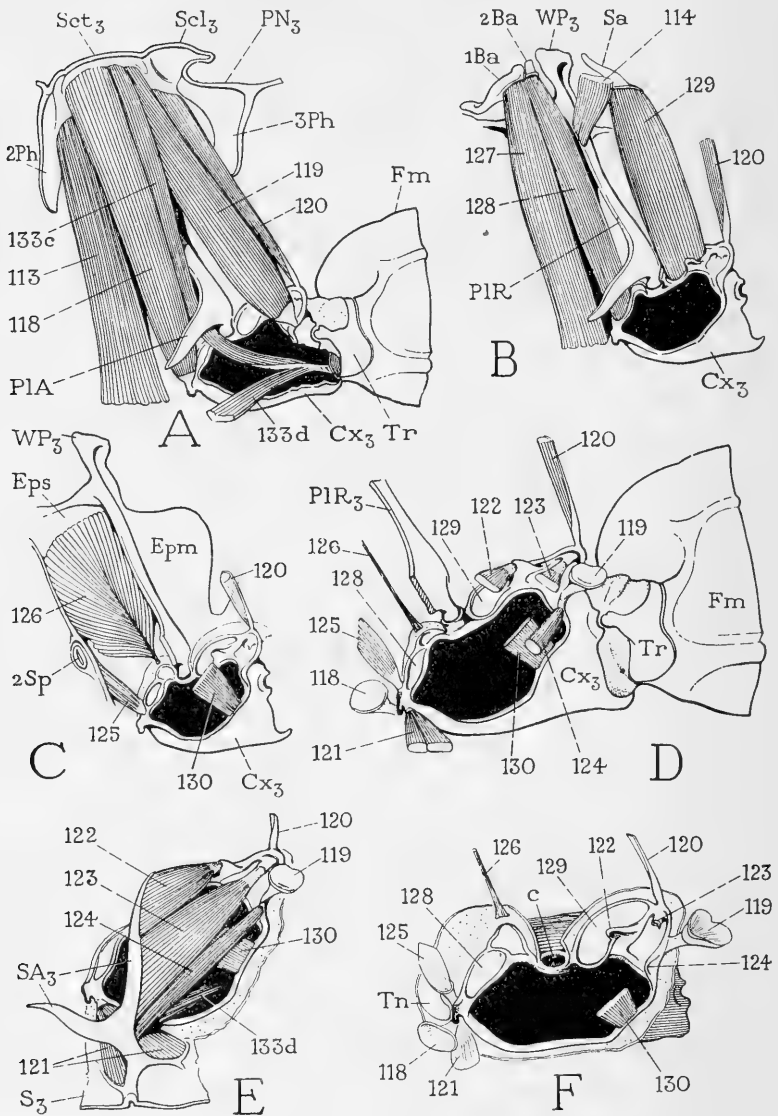 Sct3 Scl3 PN3
2Ph
3Ph
119
120
Fm
133c
113
118
PlA
A
133d Cx3 Tr
2Ba WP3 Sa 114
1Ba
129
127
120
128
PlR
B
Cx3
WP3
Eps
Epm
120
126
2Sp
125
130
Cx3
C
120
PlR3
122 123
129
119
126
128
Fm
125
Tr
118
Cx3
121
130 124
D
120
122
119
123
124
130
SA3
133d
121
S3
E
126
120
129 122
c
123
128
119
125
124
Tn
130
118 121
F